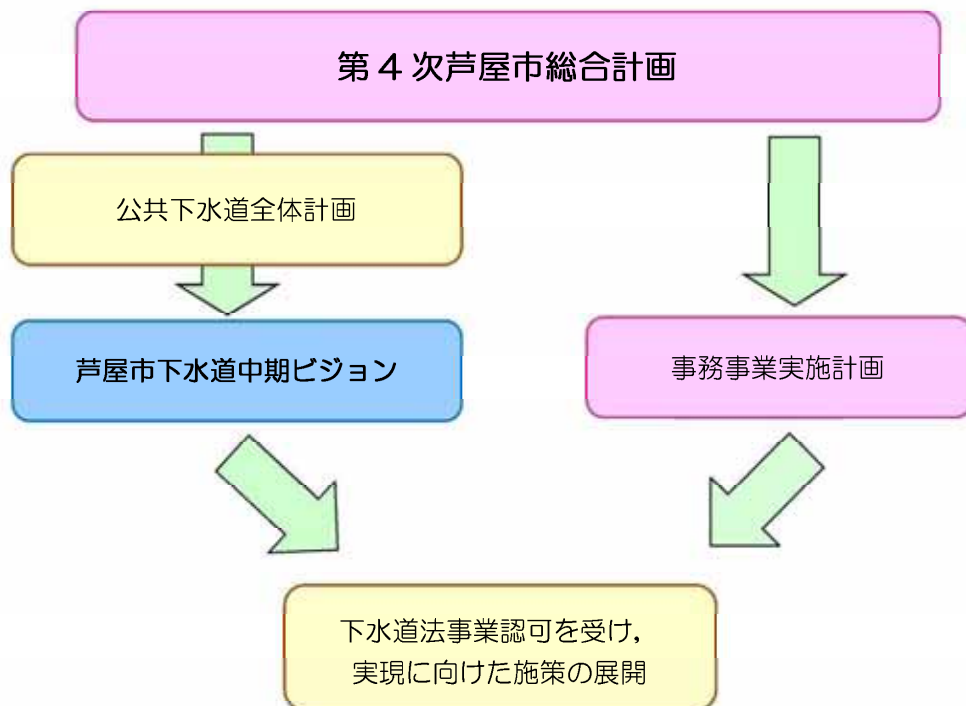 第４次芦屋市総合計画
公共下水道全体計画
芦屋市下水道中期ビジョン
事務事業実施計画
下水道法事業認可を受け，
実現に向けた施策の展開